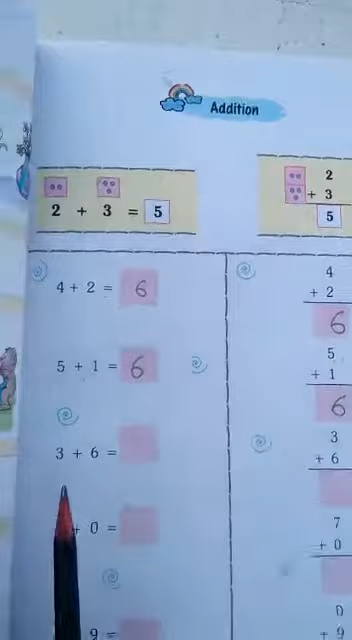 Addition
2 + 3 = 5
2
+ 3
5
4 + 2 = 6
4
+ 2
6
5 + 1 = 6
5
+ 1
6
3 + 6 =
3
+ 6
+ 0 =
7
+ 0
9 =
0
+ 9